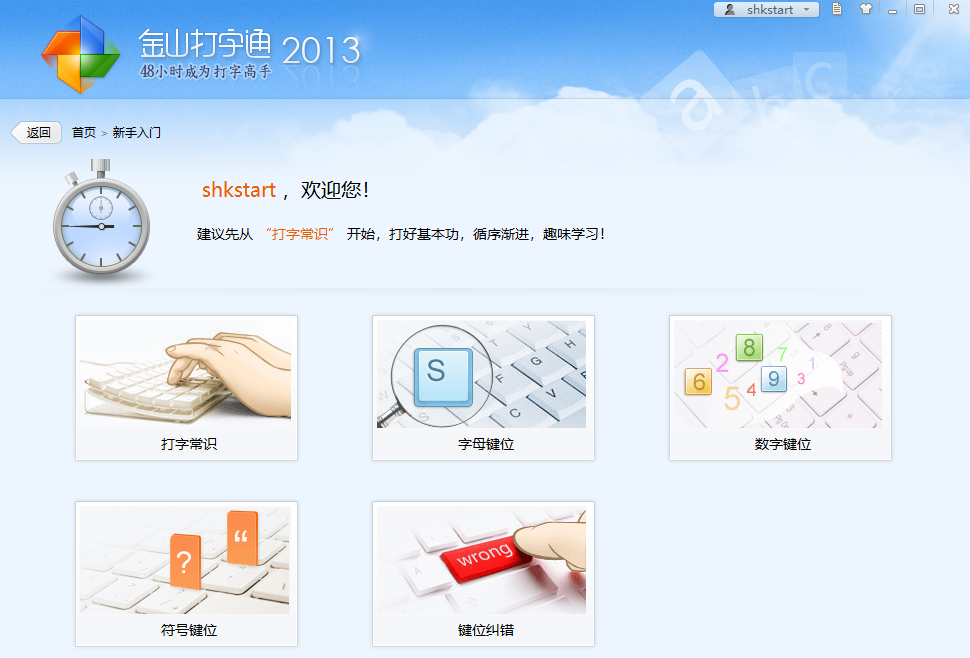 shkstart
金山打字通 2013
48小时成为打字高手
a b c e
返回 首页 > 新手入门
shkstart ，欢迎您！
建议先从 “打字常识” 开始，打好基本功，循序渐进，趣味学习！
打字常识
S
F G H Y
C V
字母键位
2 8 7 1
6 9 3
5 4
数字键位
? “
符号键位
A
wrong
键位纠错